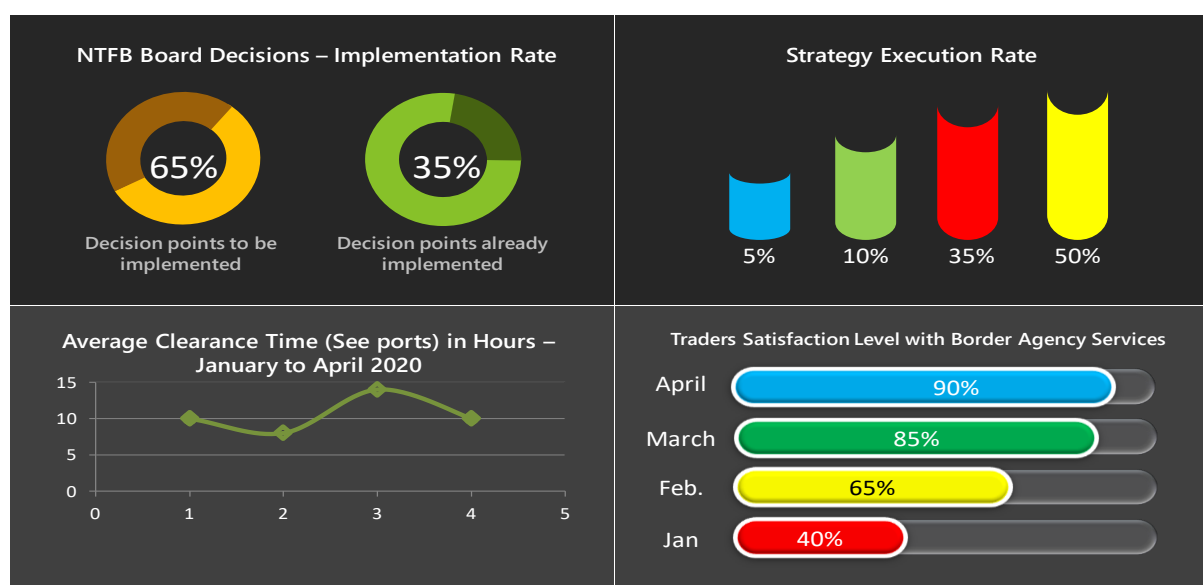 NTFB Board Decisions – Implementation Rate
65%
35%
Decision points to be
implemented
Decision points already
implemented
Strategy Execution Rate
5%
10%
35%
50%
Average Clearance Time (See ports) in Hours –
January to April 2020
15
10
5
0
0
1
2
3
4
5
Traders Satisfaction Level with Border Agency Services
April
90%
March
85%
Feb.
65%
Jan
40%